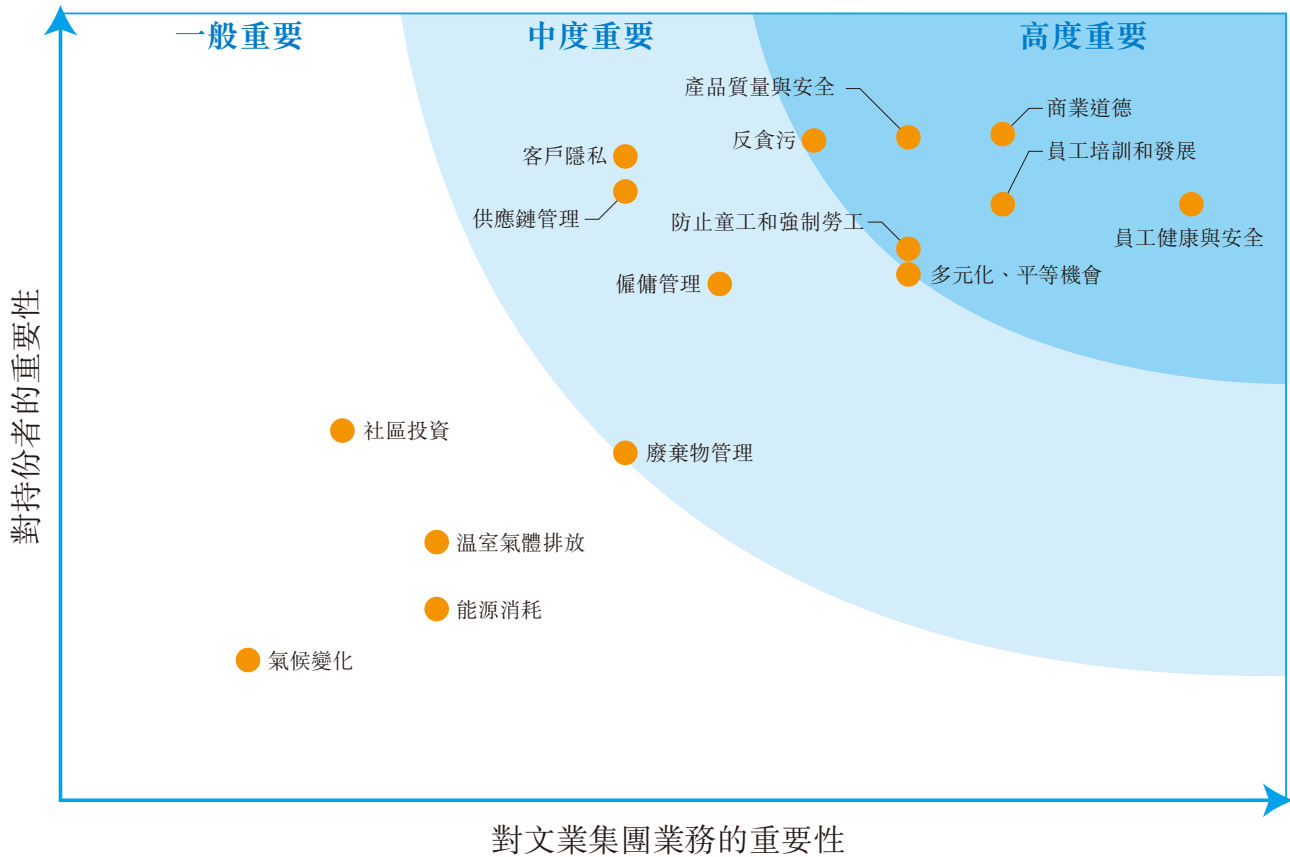 一般重要
中度重要
高度重要
產品質量與安全
商業道德
反貪污
員工培訓和發展
客戶隱私
供應鏈管理
防止童工和強制勞工
員工健康與安全
多元化、平等機會
僱傭管理
社區投資
廢棄物管理
温室氣體排放
能源消耗
氣候變化
對持份者的重要性
對文業集團業務的重要性